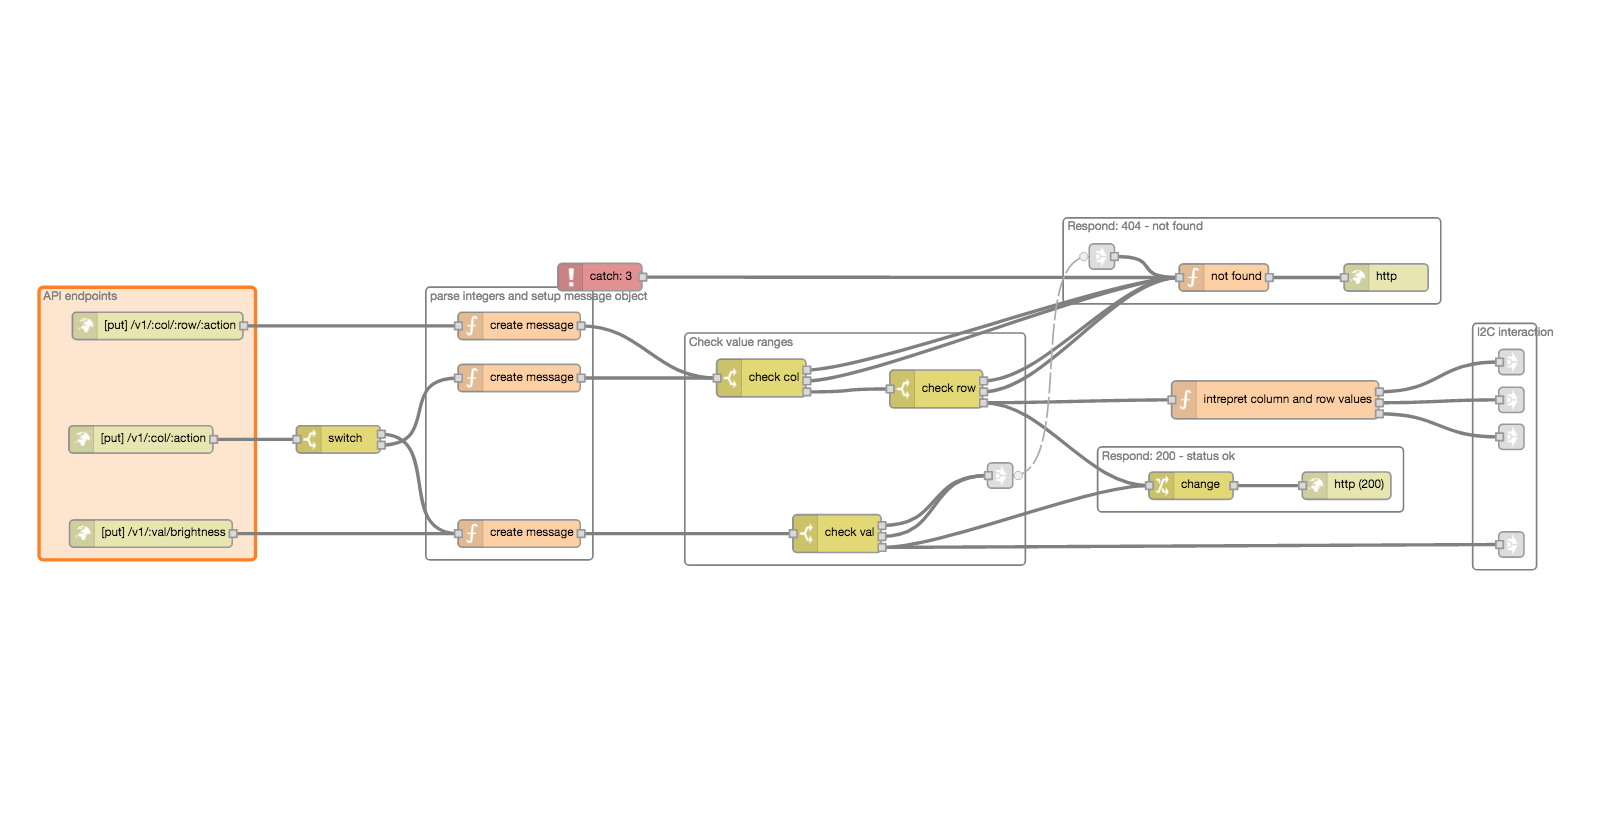 Respond: 404 - not found
catch: 3
not found
http
API endpoints
parse integers and setup message object
[put] /v1/:col/:row/:action
create message
I2C interaction
Check value ranges
create message
check col
check row
intrepret column and row values
[put] /v1/:col/:action
switch
Respond: 200 - status ok
change
http (200)
[put] /v1/:val/brightness
create message
check val